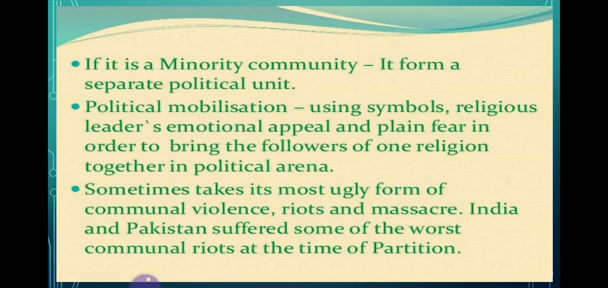 • If it is a Minority community – It form a
separate political unit.
• Political mobilisation – using symbols, religious
leader`s emotional appeal and plain fear in
order to bring the followers of one religion
together in political arena.
• Sometimes takes its most ugly form of
communal violence, riots and massacre. India
and Pakistan suffered some of the worst
communal riots at the time of Partition.